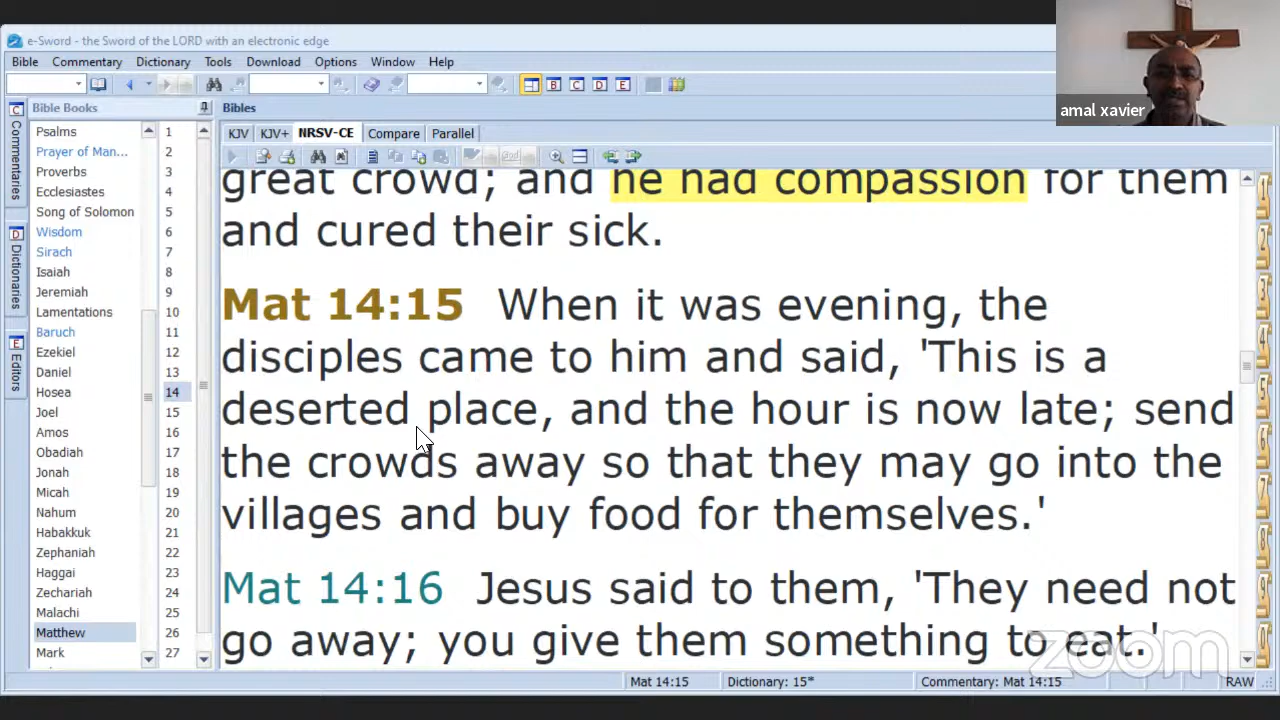 e-Sword - the Sword of the LORD with an electronic edge
Bible Commentary Dictionary Tools Download Options Window Help
amal xavier
Bible Books
Bibles
KJV KJV+ NRSV-CE Compare Parallel
Commentaries
Dictionaries
Editors
Psalms
Prayer of Man...
Proverbs
Ecclesiastes
Song of Solomon
Wisdom
Sirach
Isaiah
Jeremiah
Lamentations
Baruch
Ezekiel
Daniel
Hosea
Joel
Amos
Obadiah
Jonah
Micah
Nahum
Habakkuk
Zephaniah
Haggai
Zechariah
Malachi
Matthew
Mark
1
2
3
4
5
6
7
8
9
10
11
12
13
14
15
16
17
18
19
20
21
22
23
24
25
26
27
great crowd; and he had compassion for them
and cured their sick.
Mat 14:15 When it was evening, the
disciples came to him and said, 'This is a
deserted place, and the hour is now late; send
the crowds away so that they may go into the
villages and buy food for themselves.'
Mat 14:16 Jesus said to them, 'They need not
go away; you give them something to eat.'
zoom
Mat 14:15 Dictionary: 15* Commentary: Mat 14:15 RAW